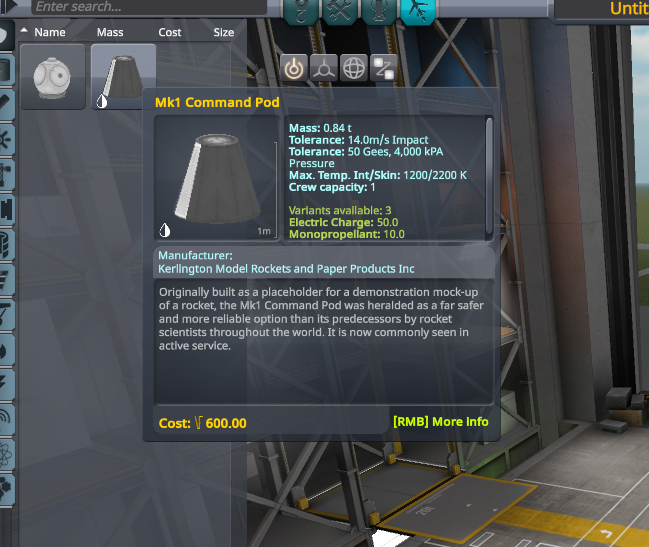 Enter search...
Untit
Name Mass Cost Size
Mk1 Command Pod
1m
Mass: 0.84 t
Tolerance: 14.0m/s Impact
Tolerance: 50 Gees, 4,000 kPA
Pressure
Max. Temp. Int/Skin: 1200/2200 K
Crew capacity: 1
Variants available: 3
Electric Charge: 50.0
Monopropellant: 10.0
Manufacturer:
Kerlington Model Rockets and Paper Products Inc
Originally built as a placeholder for a demonstration mock-up
of a rocket, the Mk1 Command Pod was heralded as a far safer
and more reliable option than its predecessors by rocket
scientists throughout the world. It is now commonly seen in
active service.
Cost: 600.00
[RMB] More Info